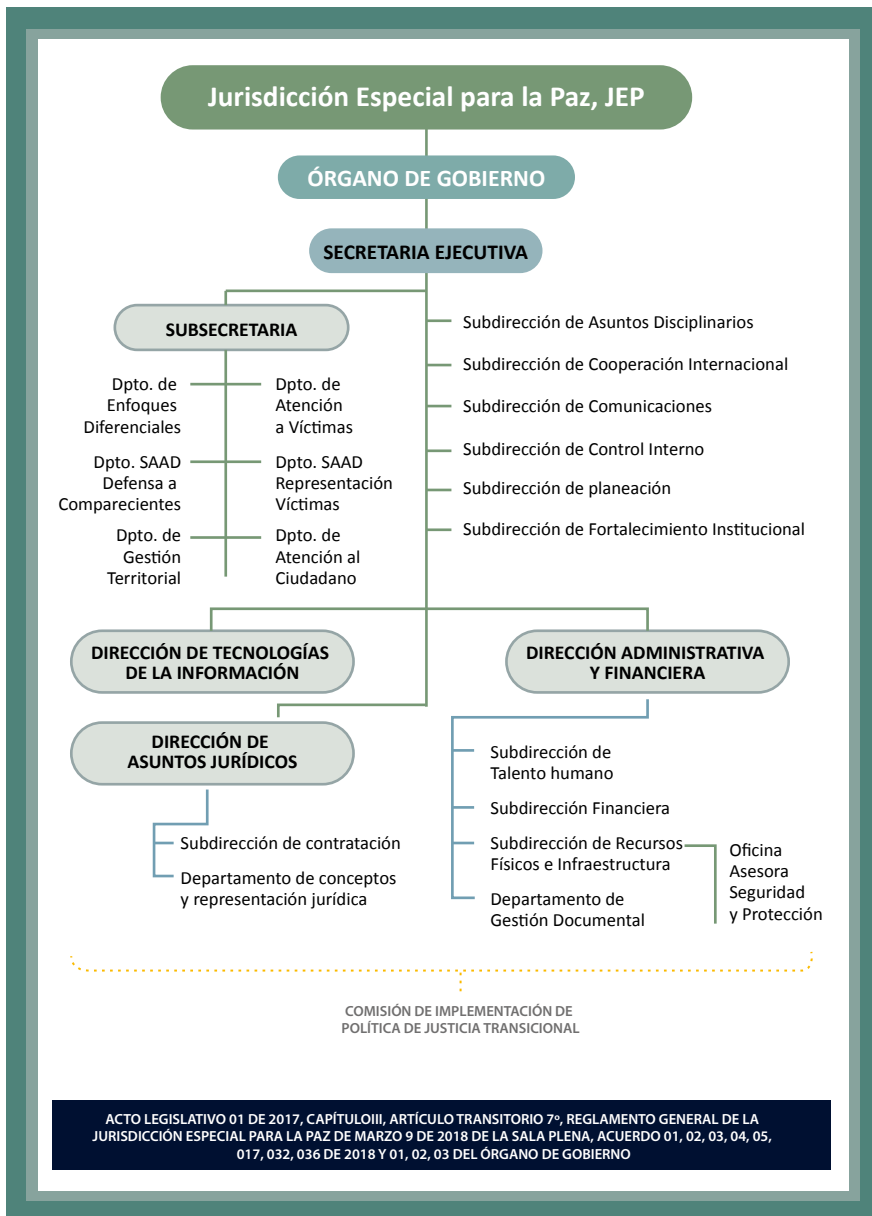 Jurisdicción Especial para la Paz, JEP
ÓRGANO DE GOBIERNO
SECRETARIA EJECUTIVA
SUBSECRETARIA
Dpto. de
Enfoques
Diferenciales
Dpto. de
Atención
a Víctimas
Dpto. SAAD
Defensa a
Comparecientes
Dpto. SAAD
Representación
Víctimas
Dpto. de
Gestión
Territorial
Dpto. de
Atención al
Ciudadano
Subdirección de Asuntos Disciplinarios
Subdirección de Cooperación Internacional
Subdirección de Comunicaciones
Subdirección de Control Interno
Subdirección de planeación
Subdirección de Fortalecimiento Institucional
DIRECCIÓN DE TECNOLOGÍAS
DE LA INFORMACIÓN
DIRECCIÓN ADMINISTRATIVA
Y FINANCIERA
DIRECCIÓN DE
ASUNTOS JURÍDICOS
Subdirección de contratación
Departamento de conceptos
y representación jurídica
Subdirección de
Talento humano
Subdirección Financiera
Subdirección de Recursos
Físicos e Infraestructura
Departamento de
Gestión Documental
Oficina
Asesora
Seguridad
y Protección
COMISIÓN DE IMPLEMENTACIÓN DE
POLÍTICA DE JUSTICIA TRANSICIONAL
ACTO LEGISLATIVO 01 DE 2017, CAPÍTULOIII, ARTÍCULO TRANSITORIO 7º, REGLAMENTO GENERAL DE LA
JURISDICCIÓN ESPECIAL PARA LA PAZ DE MARZO 9 DE 2018 DE LA SALA PLENA, ACUERDO 01, 02, 03, 04, 05,
017, 032, 036 DE 2018 Y 01, 02, 03 DEL ÓRGANO DE GOBIERNO